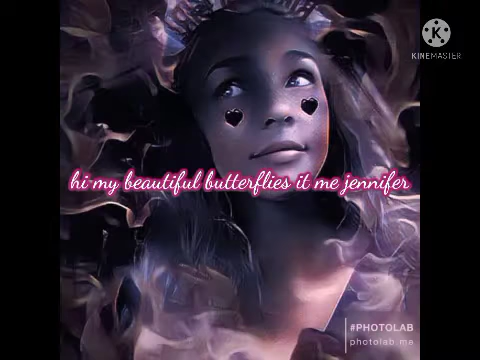 KINEMASTER
hi my beautiful butterflies it me jennifer
#PHOTOLAB
photolab.me